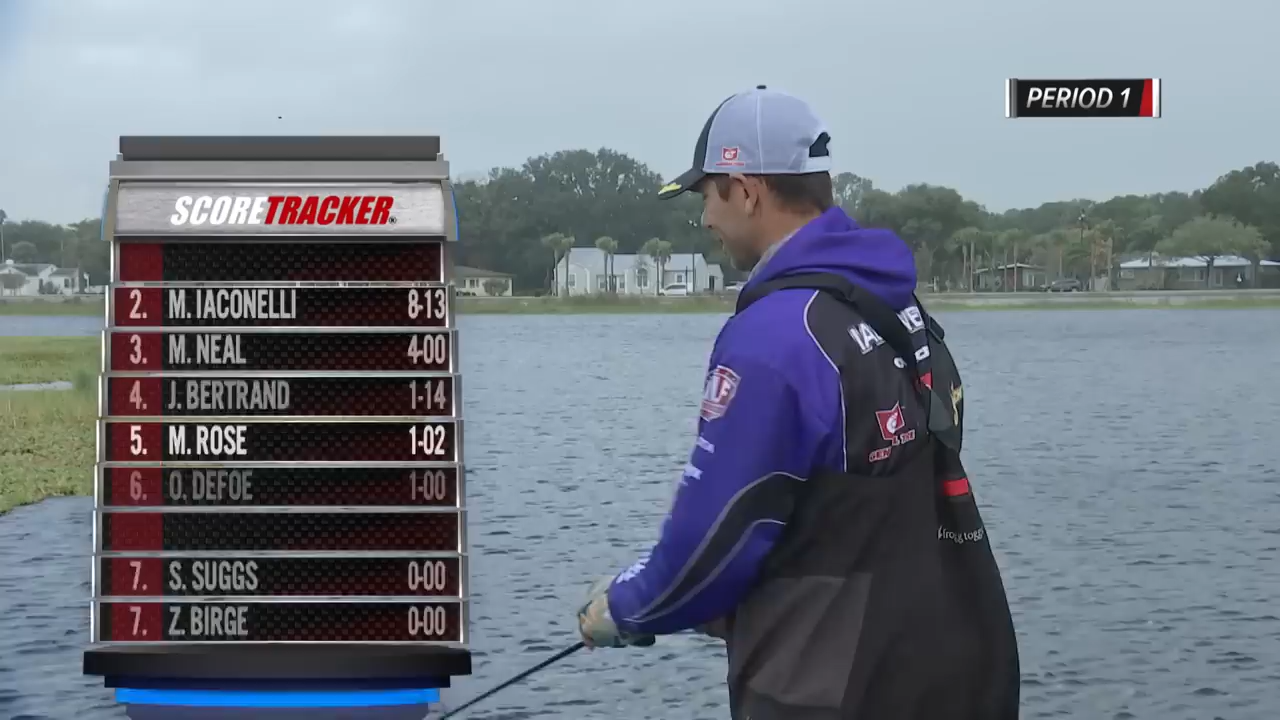 PERIOD 1
SCORETRACKER®
2. M. IACONELLI 8-13
3. M. NEAL 4-00
4. J. BERTRAND 1-14
5. M. ROSE 1-02
6. O. DEFOE 1-00
7. S. SUGGS 0-00
7. Z. BIRGE 0-00